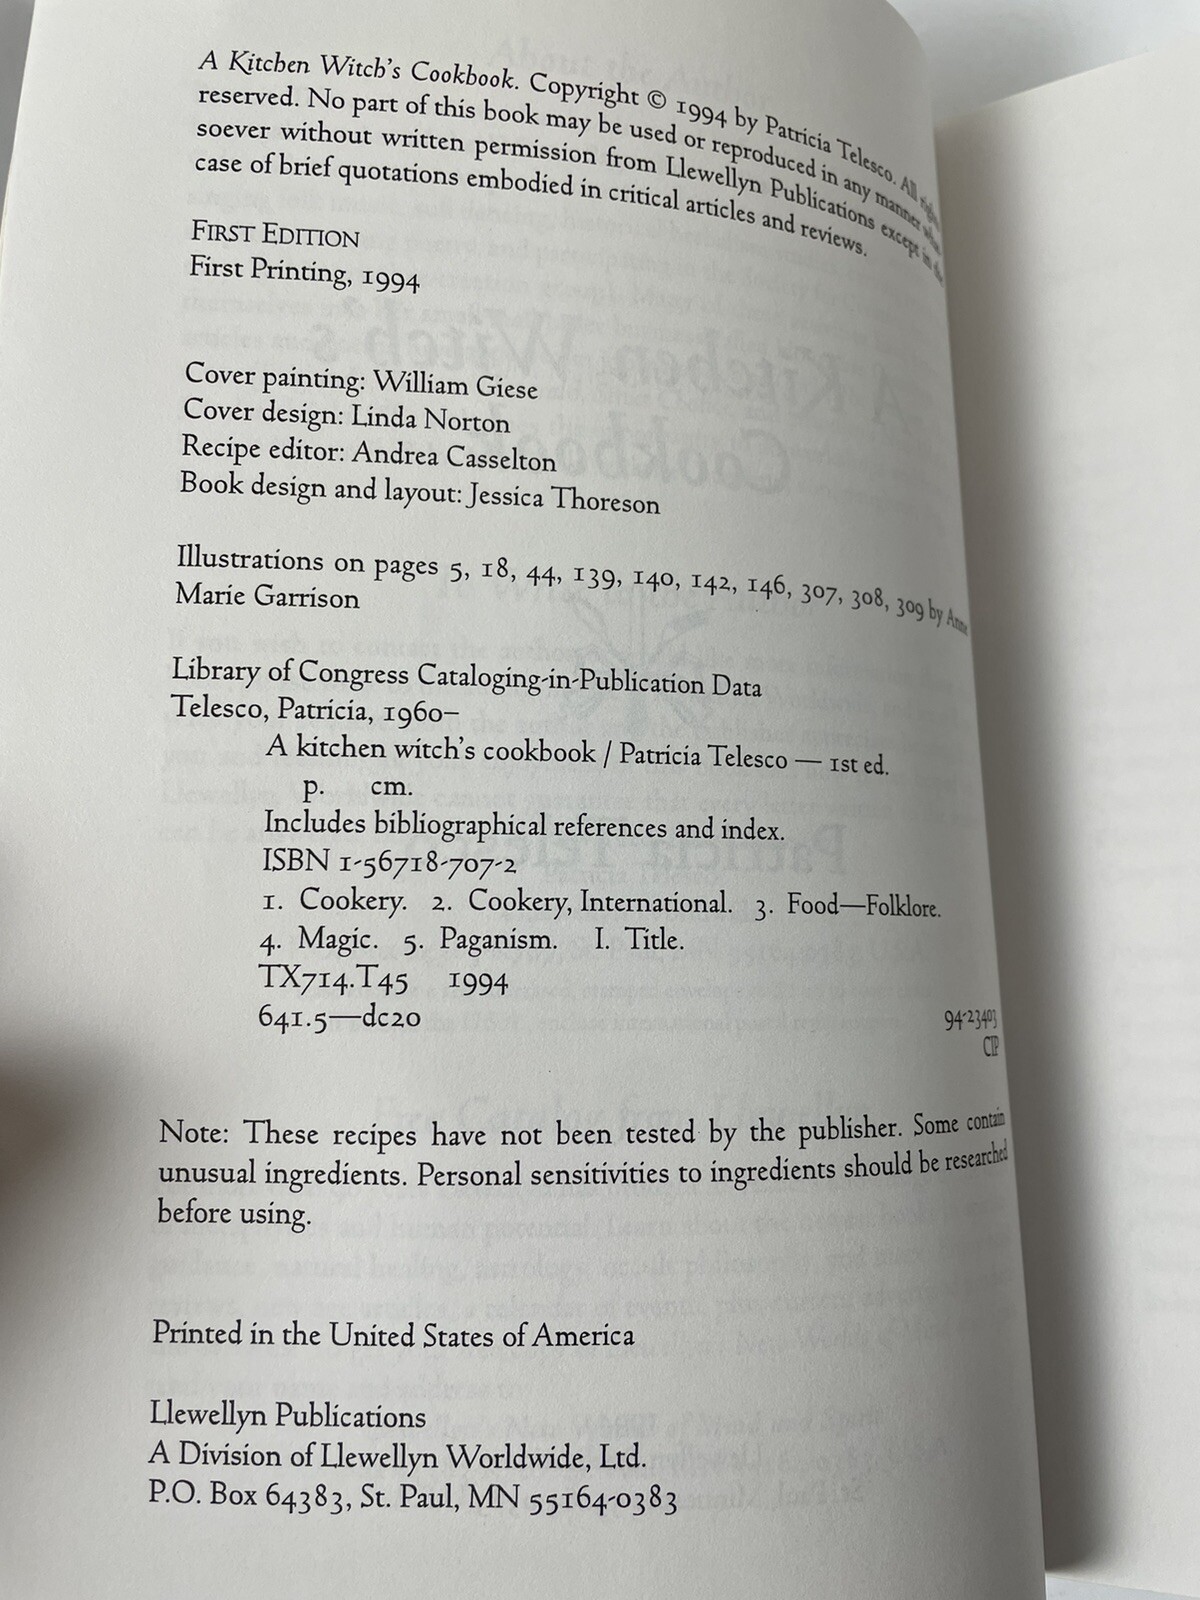 A Kitchen Witch's Cookbook. Copyright © 1994 by Patricia Telesco. All rights
reserved. No part of this book may be used or reproduced in any manner what-
soever without written permission from Llewellyn Publications except in the
case of brief quotations embodied in critical articles and reviews.
FIRST EDITION
First Printing, 1994
Cover painting: William Giese
Cover design: Linda Norton
Recipe editor: Andrea Casselton
Book design and layout: Jessica Thoreson
Illustrations on pages 5, 18, 44, 139, 140, 142, 146, 307, 308, 309 by Anne
Marie Garrison
Library of Congress Cataloging-in-Publication Data
Telesco, Patricia, 1960–
A kitchen witch's cookbook / Patricia Telesco — 1st ed.
p. cm.
Includes bibliographical references and index.
ISBN 1-56718-707-2
1. Cookery. 2. Cookery, International. 3. Food—Folklore.
4. Magic. 5. Paganism. I. Title.
TX714.T45 1994
641.5—dc20 94-23403
CIP
Note: These recipes have not been tested by the publisher. Some contain
unusual ingredients. Personal sensitivities to ingredients should be researched
before using.
Printed in the United States of America
Llewellyn Publications
A Division of Llewellyn Worldwide, Ltd.
P.O. Box 64383, St. Paul, MN 55164-0383